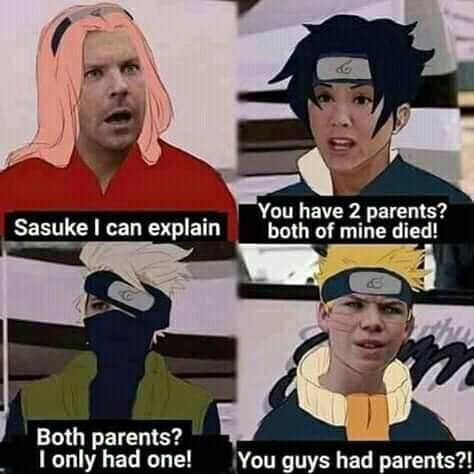 Sasuke I can explain
You have 2 parents?
both of mine died!
Both parents?
I only had one!
You guys had parents?!